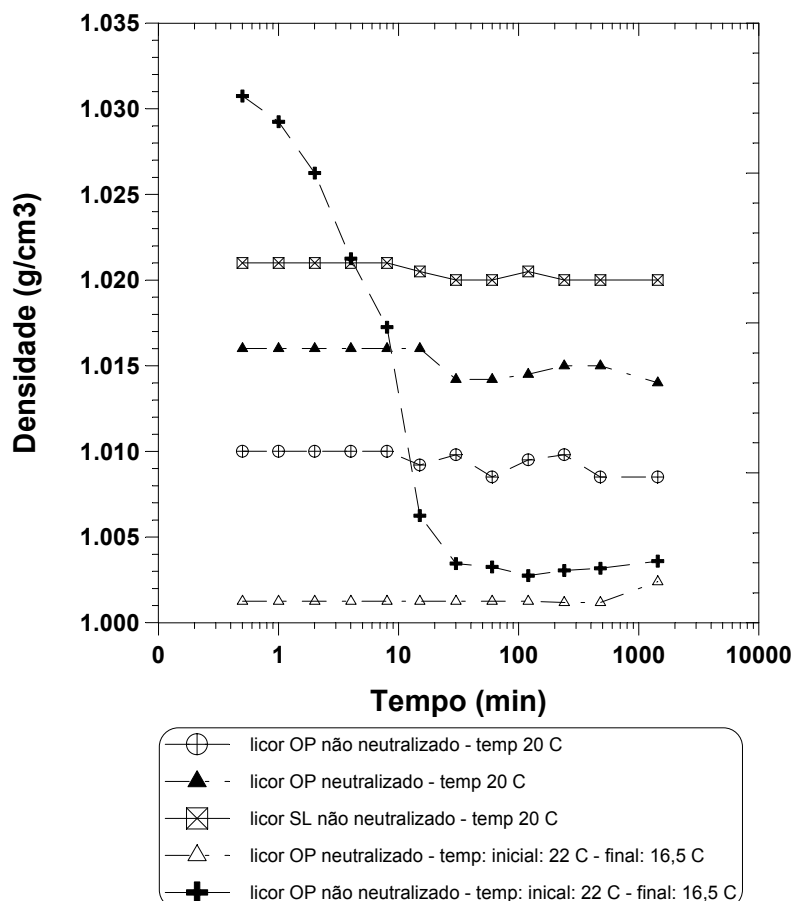 1.035
1.030
1.025
1.020
1.015
1.010
1.005
1.000
Densidade (g/cm3)
0 1 10 100 1000 10000
Tempo (min)
licor OP não neutralizado - temp 20 C
licor OP neutralizado - temp 20 C
licor SL não neutralizado - temp 20 C
licor OP neutralizado - temp: inicial: 22 C - final: 16,5 C
licor OP não neutralizado - temp: inical: 22 C - final: 16,5 C